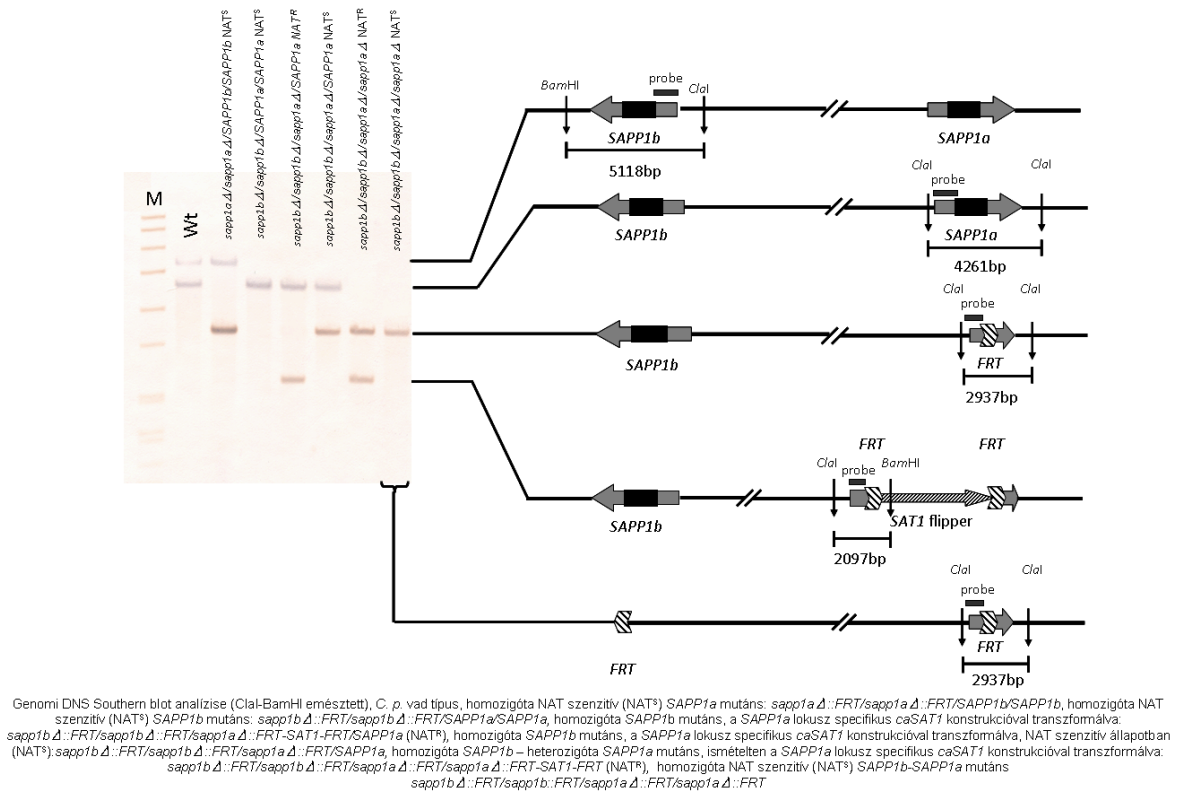 sapp1aΔ/sapp1aΔ/SAPP1b/SAPP1b NATˢ
sapp1bΔ/sapp1bΔ/SAPP1a/SAPP1a NATˢ
sapp1bΔ/sapp1bΔ/sapp1aΔ/SAPP1a NATᴿ
sapp1bΔ/sapp1bΔ/sapp1aΔ/SAPP1a NATˢ
sapp1bΔ/sapp1bΔ/sapp1aΔ/sapp1aΔ NATᴿ
sapp1bΔ/sapp1bΔ/sapp1aΔ/sapp1aΔ NATˢ
M
Wt
BamHI
probe
ClaI
SAPP1b
SAPP1a
5118bp
ClaI
probe
ClaI
SAPP1b
SAPP1a
4261bp
ClaI
probe
ClaI
SAPP1b
FRT
2937bp
FRT
FRT
ClaI
probe
BamHI
SAPP1b
SAT1 flipper
2097bp
ClaI
probe
ClaI
FRT
FRT
2937bp
Genomi DNS Southern blot analízise (ClaI-BamHI emésztett), C. p. vad típus, homozigóta NAT szenzitív (NATˢ) SAPP1a mutáns: sapp1aΔ::FRT/sapp1aΔ::FRT/SAPP1b/SAPP1b, homozigóta NAT
szenzitív (NATˢ) SAPP1b mutáns: sapp1bΔ::FRT/sapp1bΔ::FRT/SAPP1a/SAPP1a, homozigóta SAPP1b mutáns, a SAPP1a lokusz specifikus caSAT1 konstrukcióval transzformálva:
sapp1bΔ::FRT/sapp1bΔ::FRT/sapp1aΔ::FRT-SAT1-FRT/SAPP1a (NATᴿ), homozigóta SAPP1b mutáns, a SAPP1a lokusz specifikus caSAT1 konstrukcióval transzformálva, NAT szenzitív állapotban
(NATˢ):sapp1bΔ::FRT/sapp1bΔ::FRT/sapp1aΔ::FRT/SAPP1a, homozigóta SAPP1b – heterozigóta SAPP1a mutáns, ismételten a SAPP1a lokusz specifikus caSAT1 konstrukcióval transzformálva:
sapp1bΔ::FRT/sapp1bΔ::FRT/sapp1aΔ::FRT/sapp1aΔ::FRT-SAT1-FRT (NATᴿ), homozigóta NAT szenzitív (NATˢ) SAPP1b-SAPP1a mutáns
sapp1bΔ::FRT/sapp1b::FRT/sapp1aΔ::FRT/sapp1aΔ::FRT